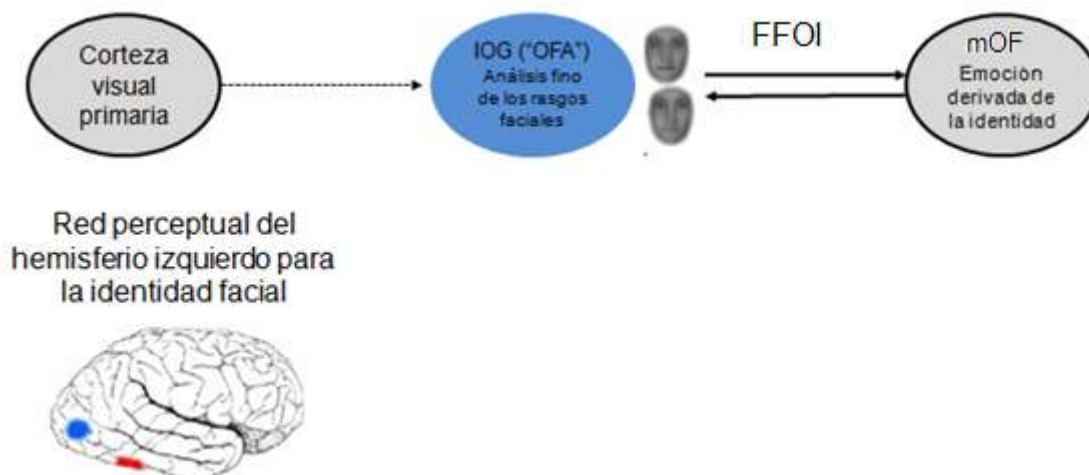 Corteza
visual
primaria
IOG ("OFA")
Análisis fino
de los rasgos
faciales
FFOI
mOF
Emoción
derivada de
la identidad
Red perceptual del
hemisferio izquierdo para
la identidad facial